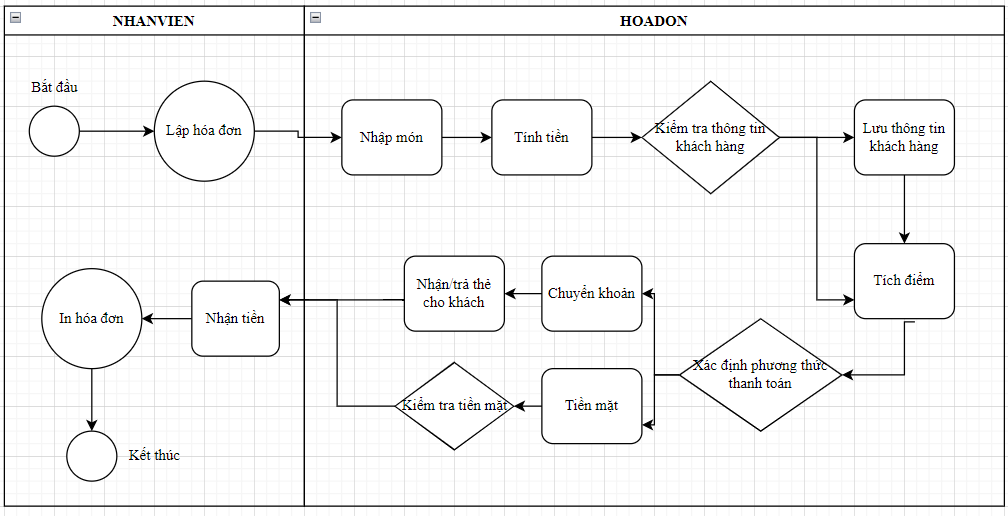 NHANVIEN
HOADON
Bắt đầu
Lập hóa đơn
Nhập món
Tính tiền
Kiểm tra thông tin
khách hàng
Lưu thông tin
khách hàng
Tích điểm
Xác định phương thức
thanh toán
Chuyển khoản
Nhận/trả thẻ
cho khách
Tiền mặt
Kiểm tra tiền mặt
Nhận tiền
In hóa đơn
Kết thúc